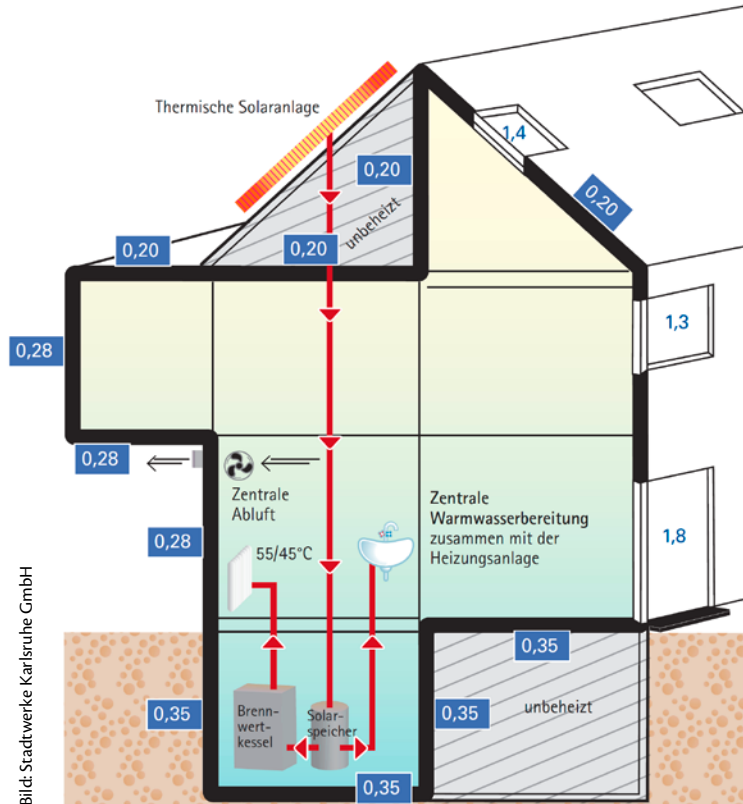 Thermische Solaranlage
1,4
0,20
unbeheizt
0,20
0,20
0,20
1,3
0,28
0,28
Zentrale
Abluft
Zentrale
Warmwasserbereitung
zusammen mit der
Heizungsanlage
0,28
55/45°C
1,8
0,35
0,35
Brenn-
wert-
kessel
Solar-
speicher
0,35
unbeheizt
0,35
Bild: Stadtwerke Karlsruhe GmbH